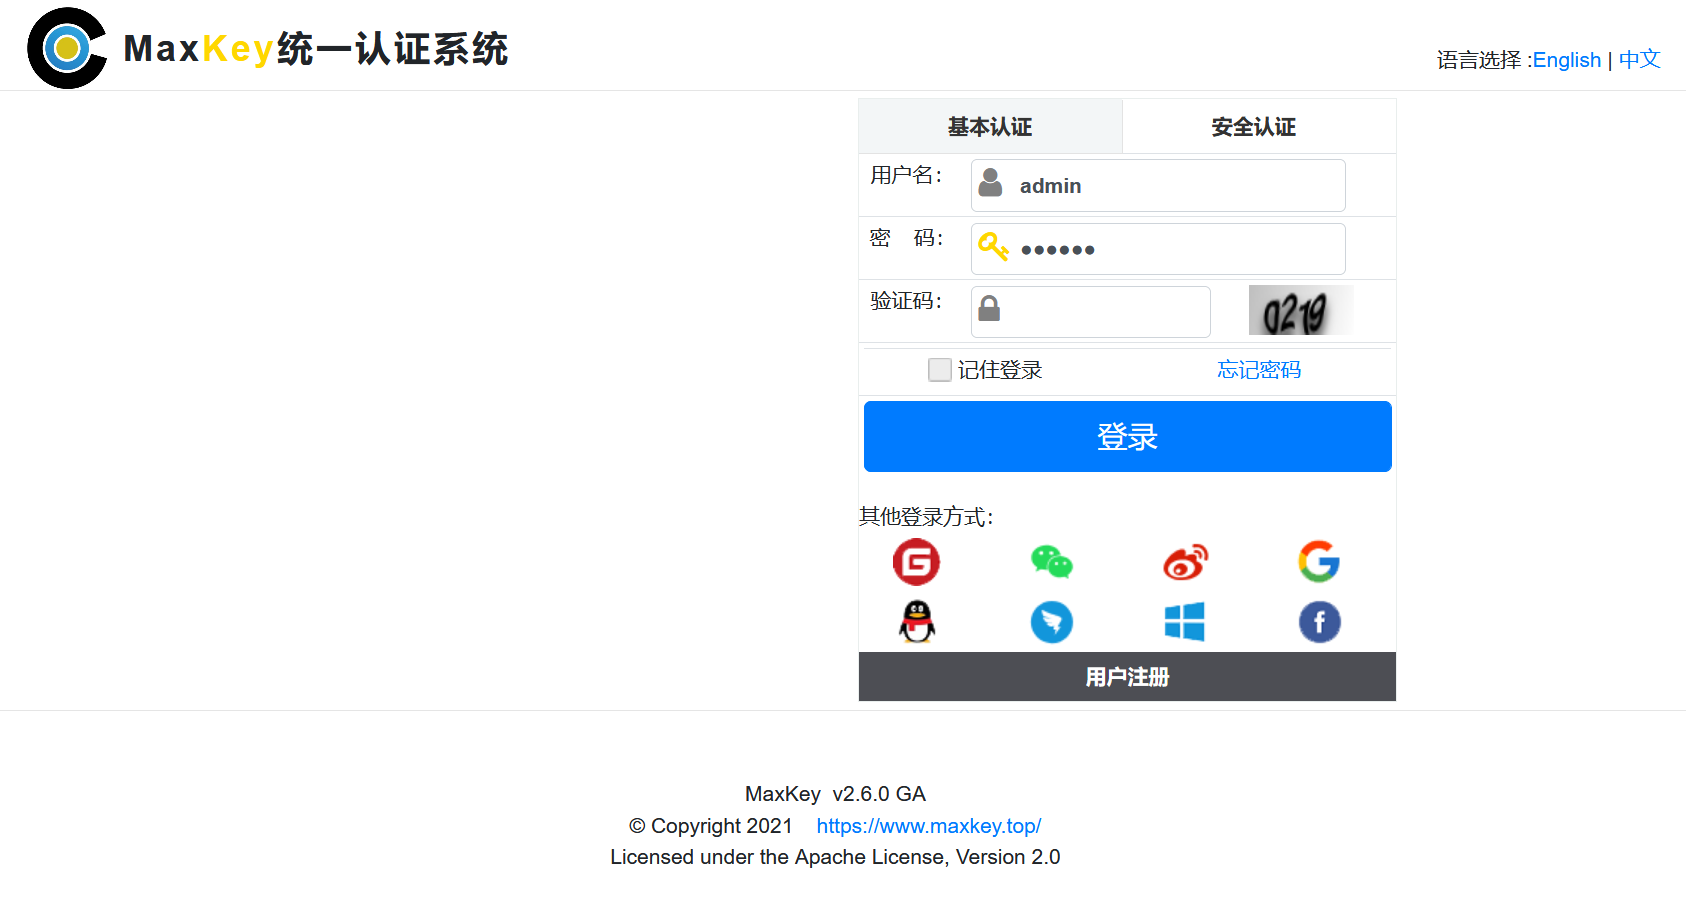 MaxKey统一认证系统
语言选择 :English | 中文
基本认证 安全认证
用户名: admin
密 码: ••••••
验证码: 0219
记住登录 忘记密码
登录
其他登录方式:
用户注册
MaxKey v2.6.0 GA
© Copyright 2021 https://www.maxkey.top/
Licensed under the Apache License, Version 2.0